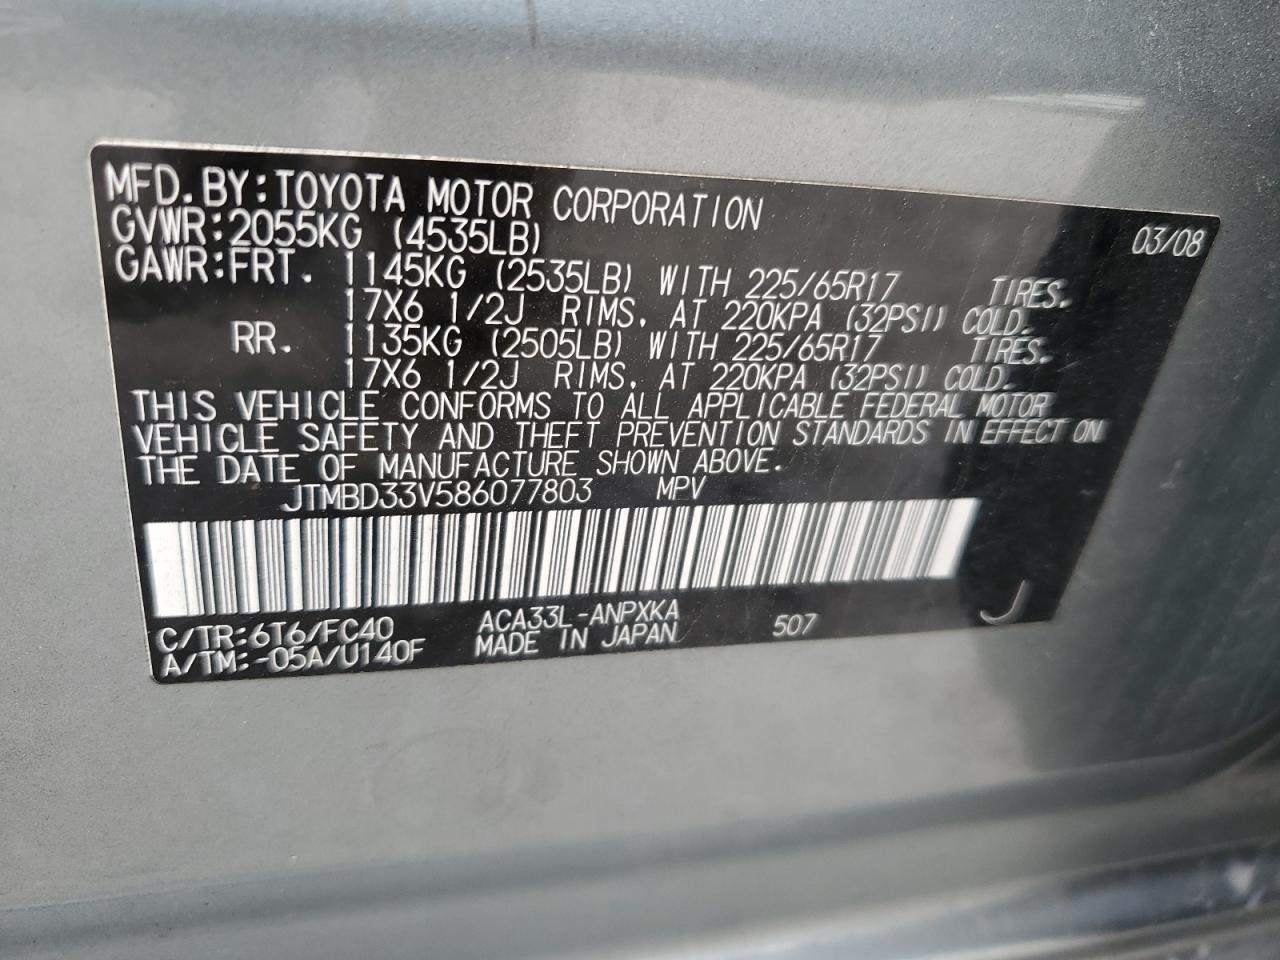 MFD.BY:TOYOTA MOTOR CORPORATION 03/08
GVWR:2055KG (4535LB)
GAWR:FRT. 1145KG (2535LB) WITH 225/65R17 TIRES,
17X6 1/2J RIMS, AT 220KPA (32PSI) COLD.
RR. 1135KG (2505LB) WITH 225/65R17 TIRES,
17X6 1/2J RIMS, AT 220KPA (32PSI) COLD.
THIS VEHICLE CONFORMS TO ALL APPLICABLE FEDERAL MOTOR
VEHICLE SAFETY AND THEFT PREVENTION STANDARDS IN EFFECT ON
THE DATE OF MANUFACTURE SHOWN ABOVE.
JTMBD33V586077803 MPV
C/TR:6T6/FC40 ACA33L-ANPXKA 507 J
A/TM:-05A/U140F MADE IN JAPAN